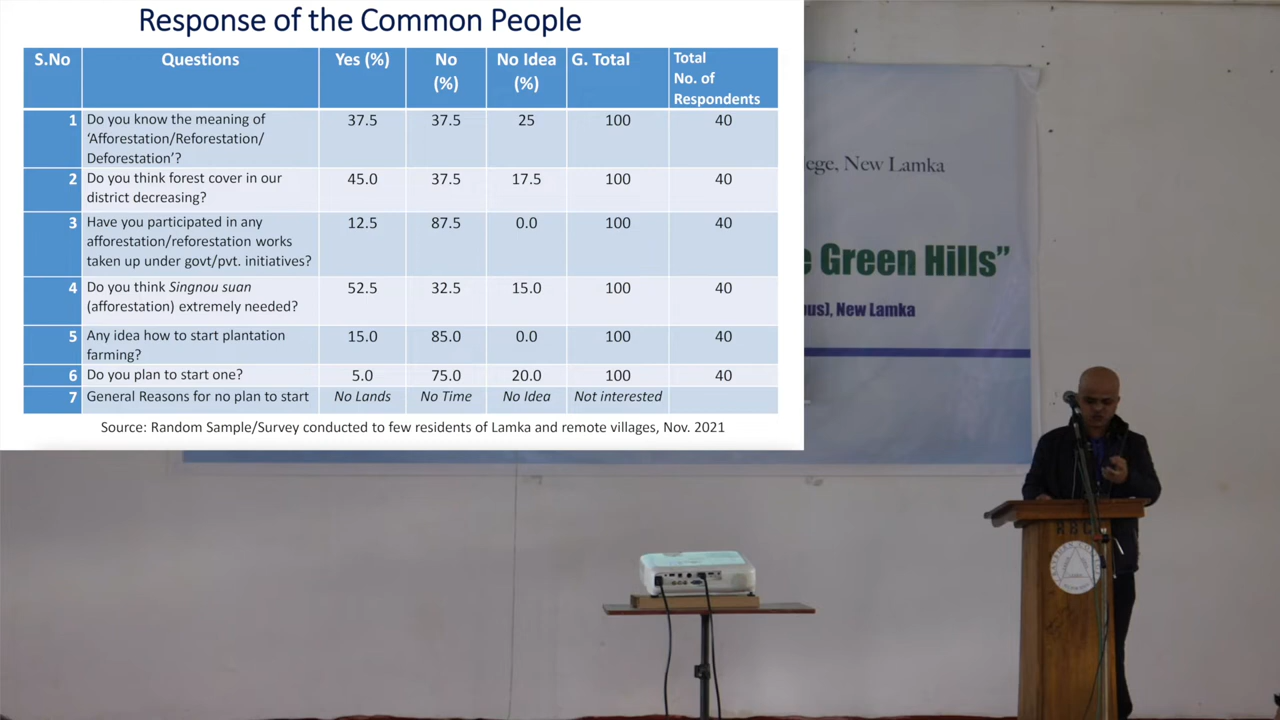 Response of the Common People
S.No Questions Yes (%) No (%) No Idea (%) G. Total Total No. of Respondents
1 Do you know the meaning of 37.5 37.5 25 100 40
‘Afforestation/Reforestation/
Deforestation’?
2 Do you think forest cover in our 45.0 37.5 17.5 100 40
district decreasing?
3 Have you participated in any 12.5 87.5 0.0 100 40
afforestation/reforestation works
taken up under govt/pvt. initiatives?
4 Do you think Singnou suan 52.5 32.5 15.0 100 40
(afforestation) extremely needed?
5 Any idea how to start plantation 15.0 85.0 0.0 100 40
farming?
6 Do you plan to start one? 5.0 75.0 20.0 100 40
7 General Reasons for no plan to start No Lands No Time No Idea Not interested
Source: Random Sample/Survey conducted to few residents of Lamka and remote villages, Nov. 2021
ege, New Lamka
e Green Hills”
us), New Lamka
RBC